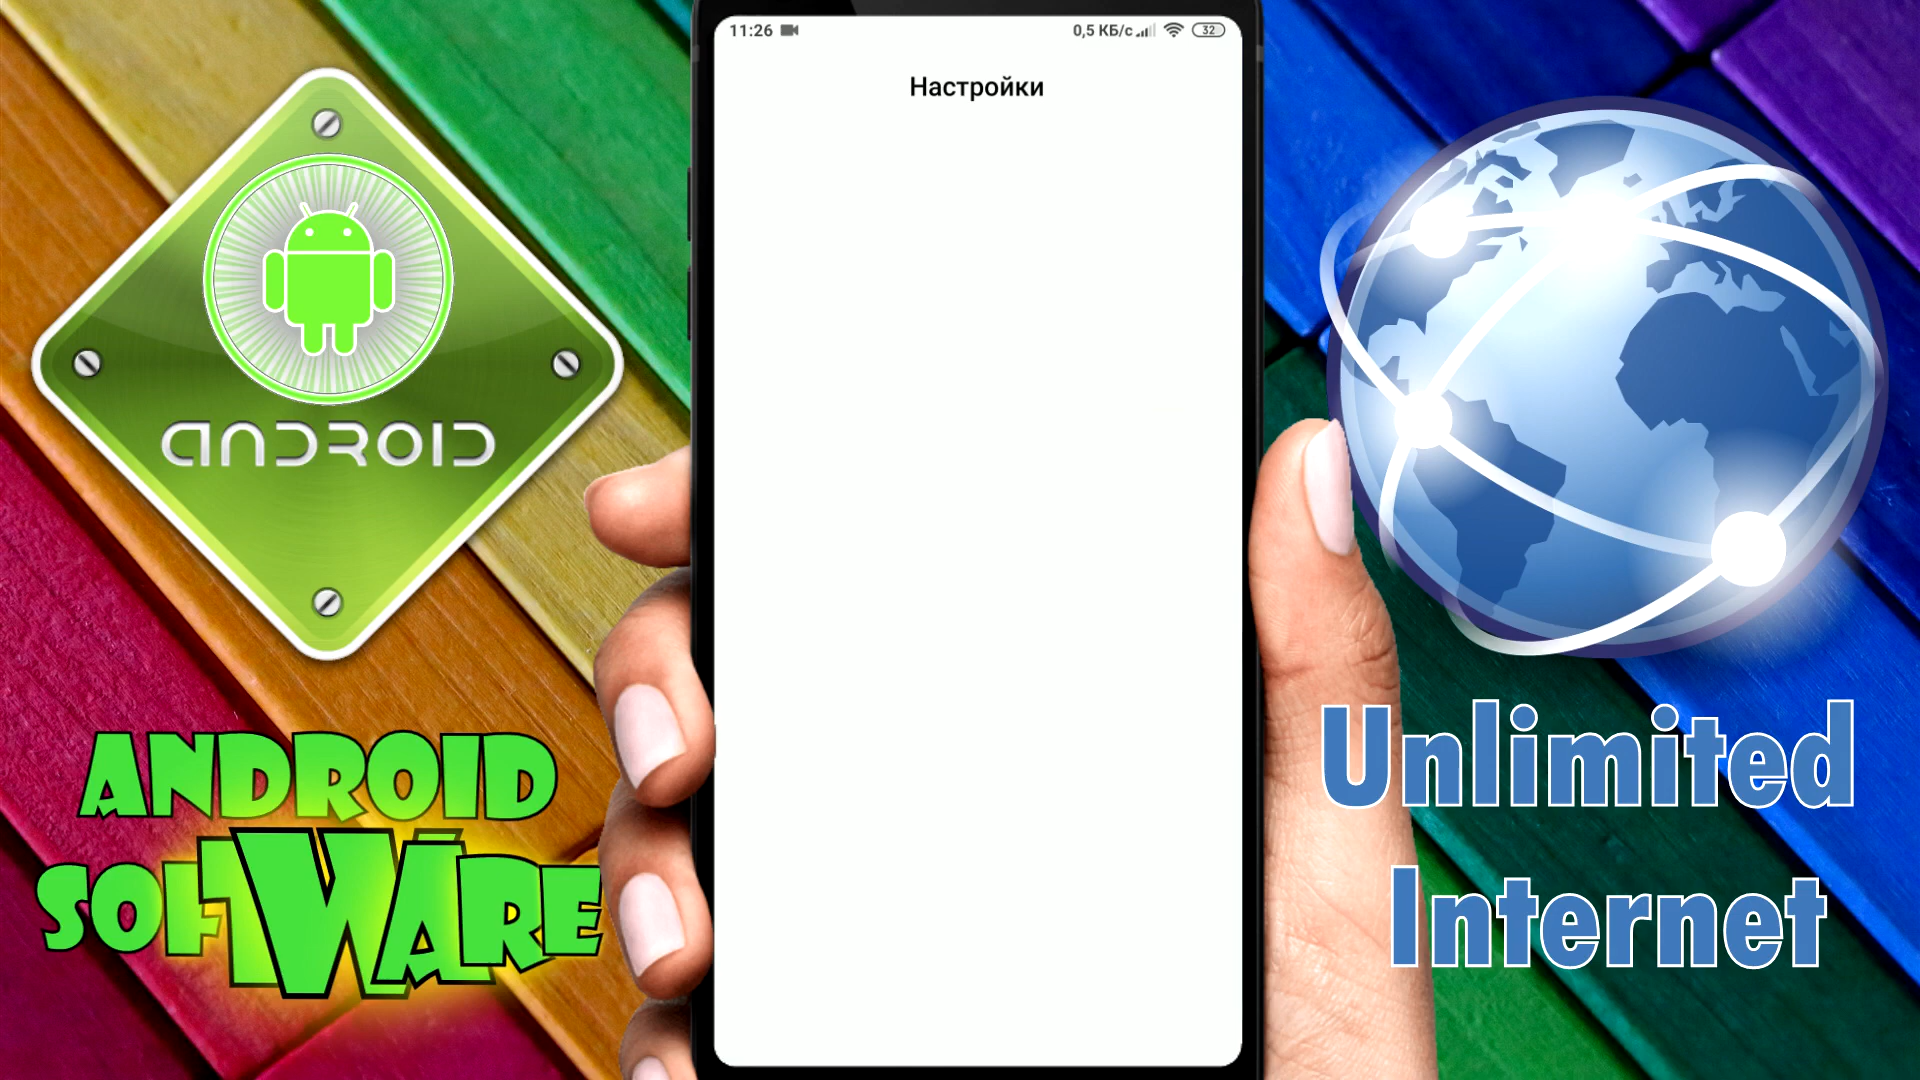 11:26
0,5 КБ/с
32
Настройки
ANDROID
ANDROID
SOFTWARE
Unlimited
Internet